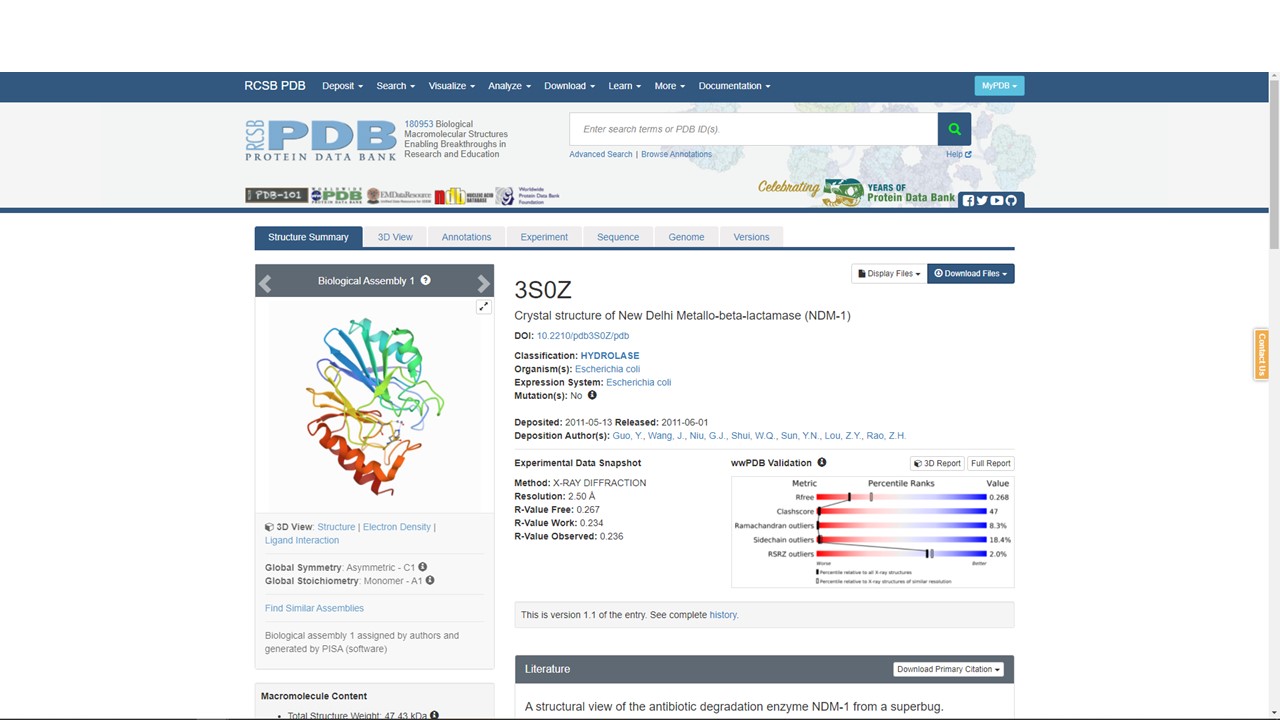 RCSB PDB Deposit Search Visualize Analyze Download Learn More Documentation MyPDB
RCSB PDB
PROTEIN DATA BANK
180953 Biological
Macromolecular Structures
Enabling Breakthroughs in
Research and Education
Enter search terms or PDB ID(s).
Advanced Search | Browse Annotations Help
PDB-101 WORLDWIDE PDB PROTEIN DATA BANK EMDataResource NUCLEIC ACID DATABASE Worldwide Protein Data Bank Foundation
Celebrating 50 YEARS OF Protein Data Bank
Structure Summary 3D View Annotations Experiment Sequence Genome Versions
Biological Assembly 1
Display Files Download Files
3S0Z
Crystal structure of New Delhi Metallo-beta-lactamase (NDM-1)
DOI: 10.2210/pdb3S0Z/pdb
Classification: HYDROLASE
Organism(s): Escherichia coli
Expression System: Escherichia coli
Mutation(s): No
Deposited: 2011-05-13 Released: 2011-06-01
Deposition Author(s): Guo, Y., Wang, J., Niu, G.J., Shui, W.Q., Sun, Y.N., Lou, Z.Y., Rao, Z.H.
Experimental Data Snapshot
Method: X-RAY DIFFRACTION
Resolution: 2.50 Å
R-Value Free: 0.267
R-Value Work: 0.234
R-Value Observed: 0.236
wwPDB Validation 3D Report Full Report
Metric Percentile Ranks Value
Rfree 0.268
Clashscore 47
Ramachandran outliers 8.3%
Sidechain outliers 18.4%
RSRZ outliers 2.0%
Worse Better
Percentile relative to all X-ray structures
Percentile relative to X-ray structures of similar resolution
3D View: Structure | Electron Density |
Ligand Interaction
Global Symmetry: Asymmetric - C1
Global Stoichiometry: Monomer - A1
Find Similar Assemblies
Biological assembly 1 assigned by authors and
generated by PISA (software)
This is version 1.1 of the entry. See complete history.
Literature Download Primary Citation
A structural view of the antibiotic degradation enzyme NDM-1 from a superbug.
Macromolecule Content
Total Structure Weight: 47.43 kDa
Contact Us